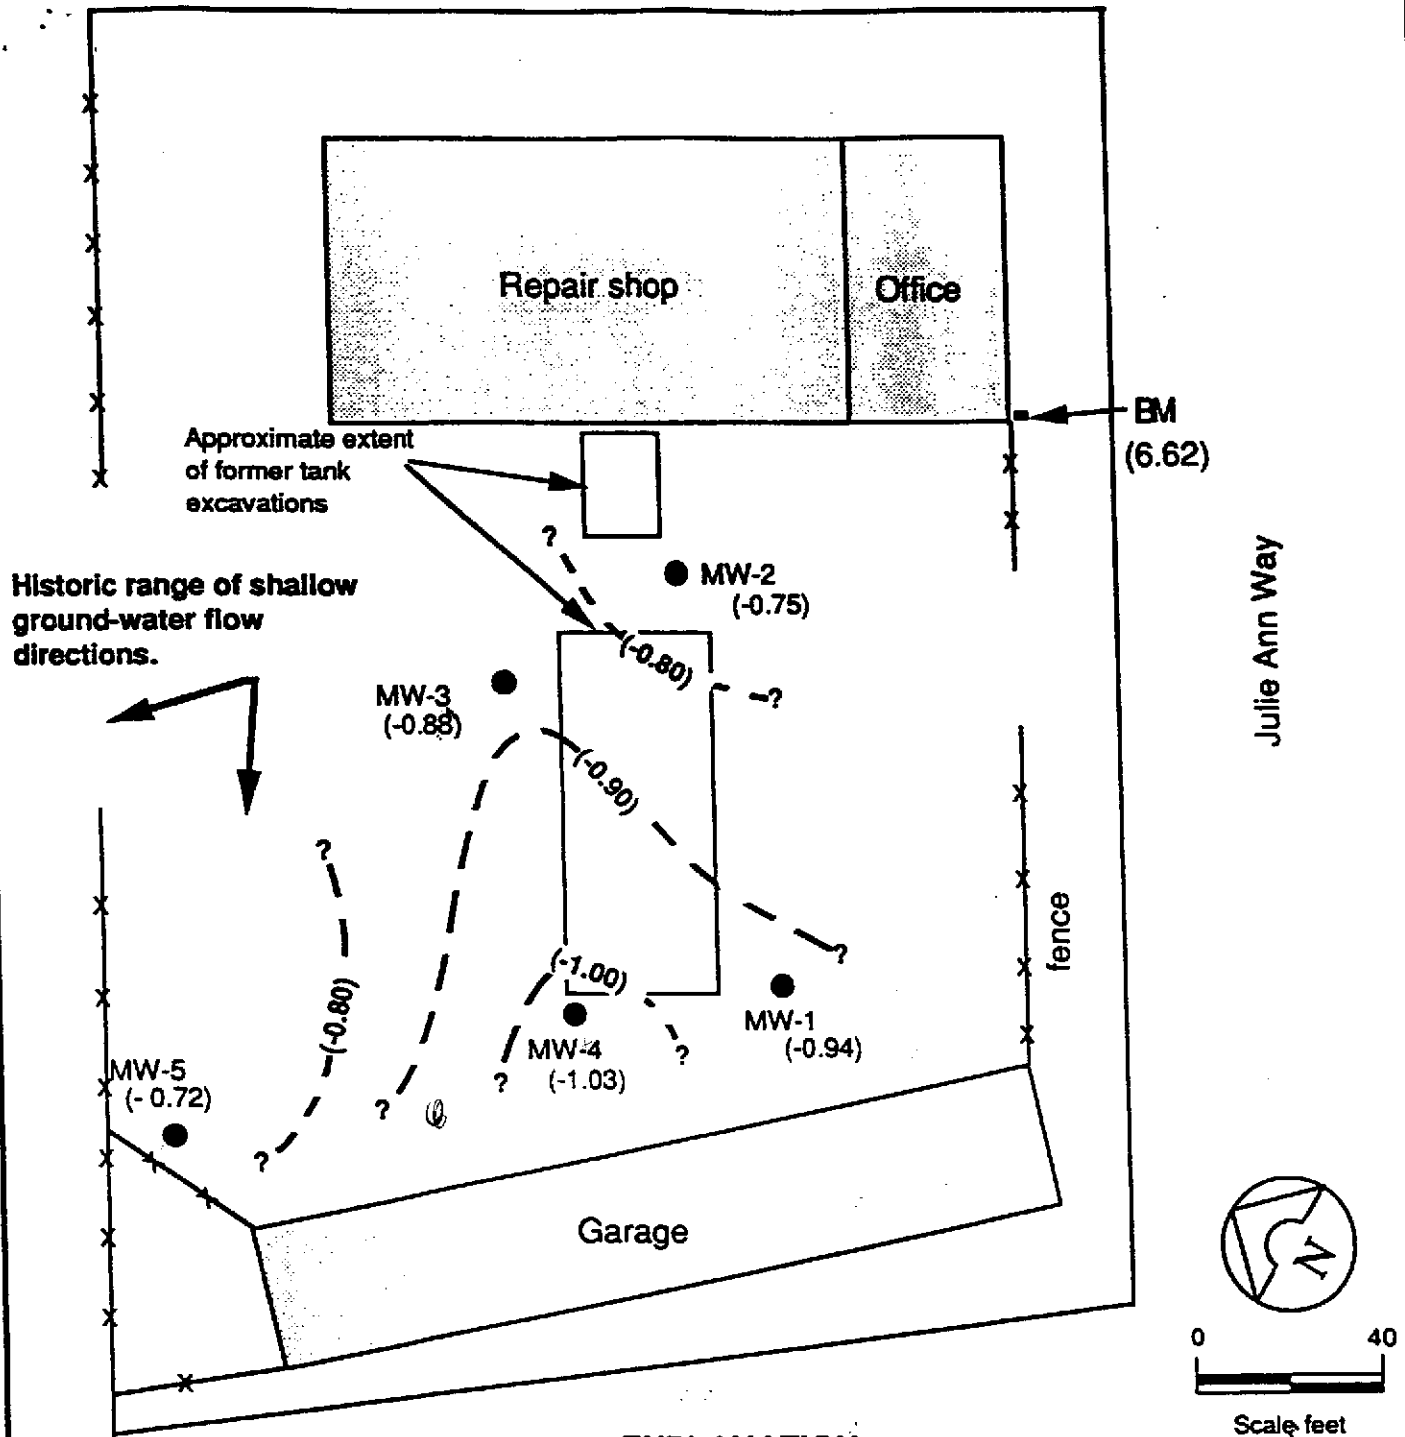 Repair shop
Office
BM
(6.62)
Approximate extent
of former tank
excavations
?
MW-2
(-0.75)
Historic range of shallow
ground-water flow
directions.
Julie Ann Way
(-0.80)
?
MW-3
(-0.88)
(-0.90)
?
?
fence
(-1.00)
(-0.80)
MW-1
(-0.94)
MW-4
(-1.03)
?
?
?
MW-5
(-0.72)
?
Garage
N
0 40
Scale feet